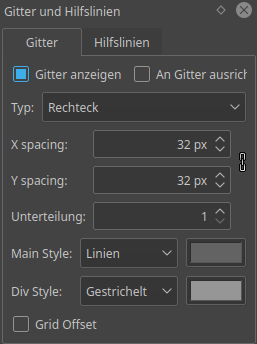 Gitter und Hilfslinien
Gitter Hilfslinien
Gitter anzeigen An Gitter ausrich
Typ: Rechteck
X spacing: 32 px
Y spacing: 32 px
Unterteilung: 1
Main Style: Linien
Div Style: Gestrichelt
Grid Offset